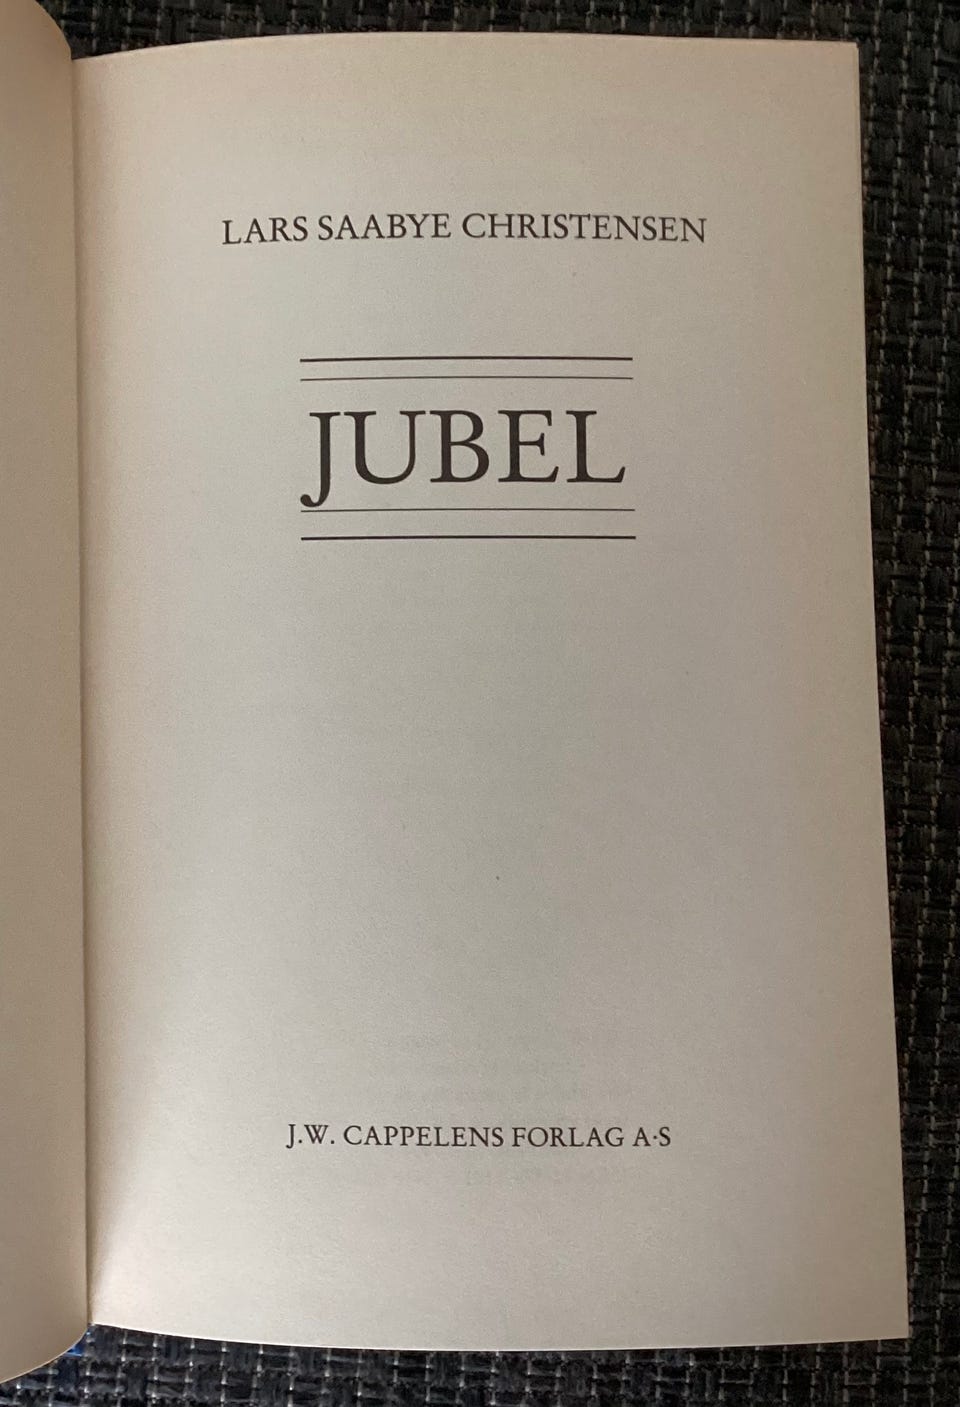 LARS SAABYE CHRISTENSEN
JUBEL
J.W. CAPPELENS FORLAG A·S